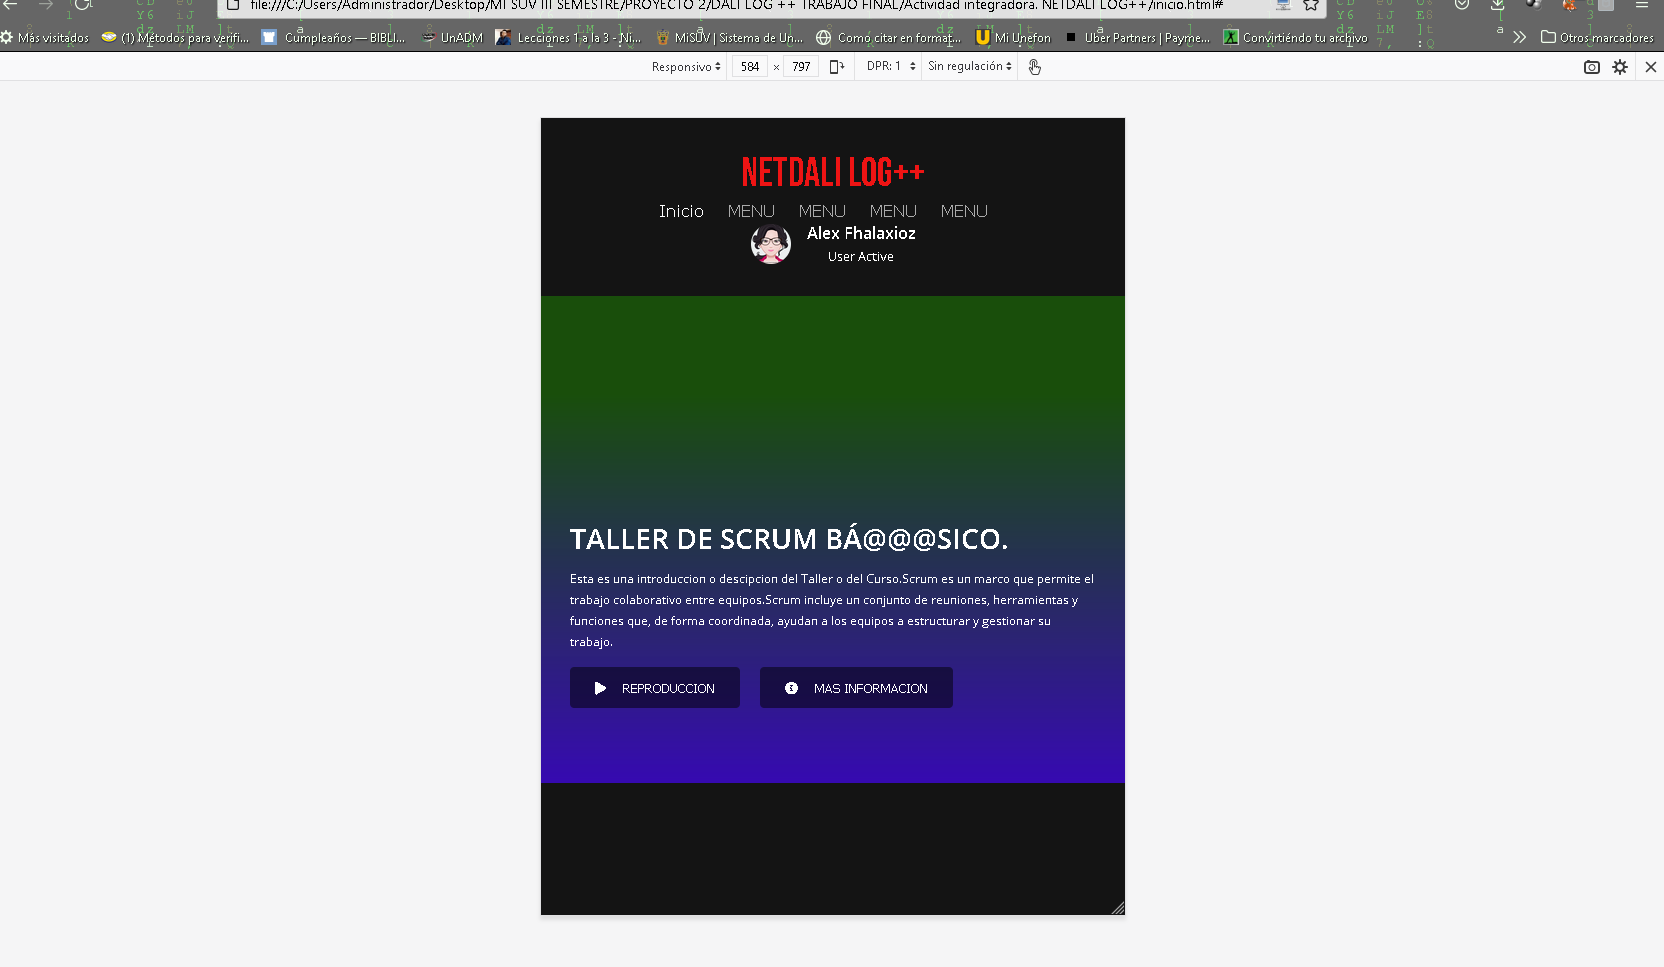 file:///C:/Users/Administrador/Desktop/MI SUV III SEMESTRE/PROYECTO 2/DALI LOG ++ TRABAJO FINAL/Actividad integradora. NETDALI LOG++/inicio.html#
Más visitados (1) Métodos para verifi... Cumpleaños — BIBLI... UnADM Lecciones 1 a la 3 - Ni... MiSUV | Sistema de Un... Como citar en format... Mi Unefon Uber Partners | Payme... Convirtiéndo tu archivo Otros marcadores
Responsivo 584 × 797 DPR: 1 Sin regulación
NETDALI LOG++
Inicio MENU MENU MENU MENU
Alex Fhalaxioz
User Active
TALLER DE SCRUM BÁ@@@SICO.
Esta es una introduccion o descipcion del Taller o del Curso.Scrum es un marco que permite el
trabajo colaborativo entre equipos.Scrum incluye un conjunto de reuniones, herramientas y
funciones que, de forma coordinada, ayudan a los equipos a estructurar y gestionar su
trabajo.
REPRODUCCION MAS INFORMACION